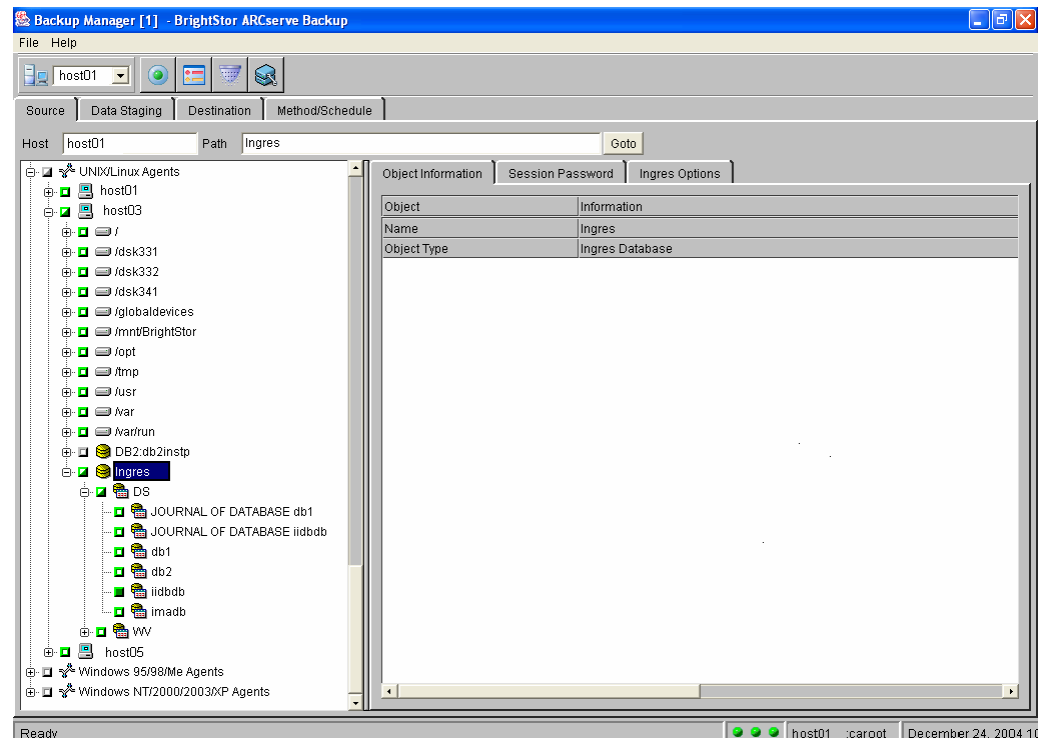 Backup Manager [1] - BrightStor ARCserve Backup
File Help
host01
Source Data Staging Destination Method/Schedule
Host host01 Path Ingres Goto
UNIX/Linux Agents
host01
host03
/
/dsk331
/dsk332
/dsk341
/globaldevices
/mnt/BrightStor
/opt
/tmp
/usr
/var
/var/run
DB2:db2instp
Ingres
DS
JOURNAL OF DATABASE db1
JOURNAL OF DATABASE iidbdb
db1
db2
iidbdb
imadb
WV
host05
Windows 95/98/Me Agents
Windows NT/2000/2003/XP Agents
Object Information Session Password Ingres Options
Object Information
Name Ingres
Object Type Ingres Database
Ready host01 :caroot December 24, 2004 10